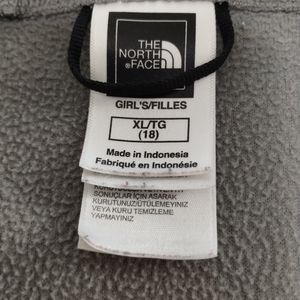 THE
NORTH
®FACE
GIRL'S/FILLES
XL/TG
(18)
Made in Indonesia
Fabriqué en Indonésie
SONUÇLAR İÇİN ASARAK
KURUTUNUZ/ÜTÜLEMEYİNİZ
VEYA KURU TEMİZLEME
YAPMAYINIZ